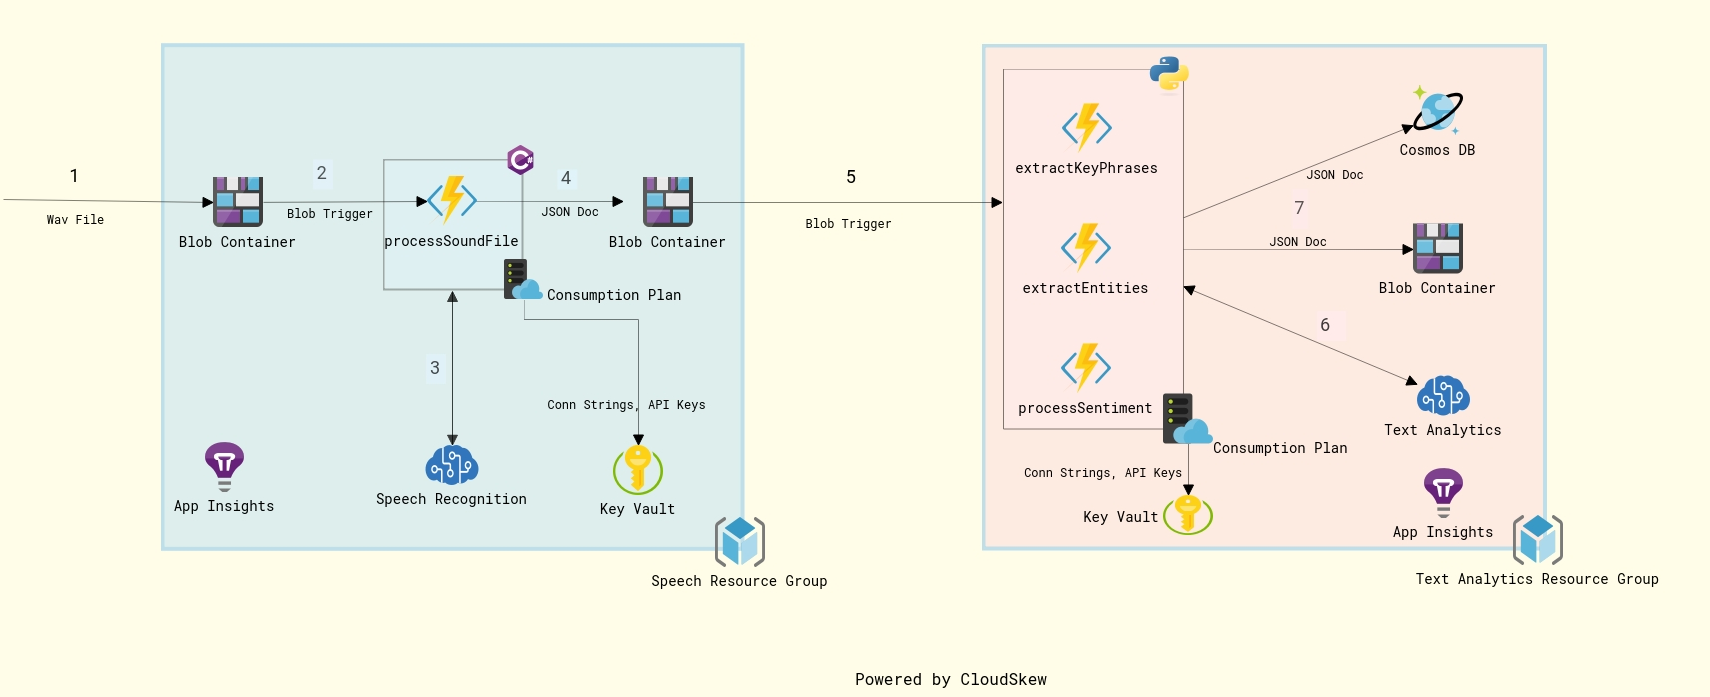 1
Wav File
Blob Container
2
Blob Trigger
C#
processSoundFile
4
JSON Doc
Blob Container
Consumption Plan
3
Conn Strings, API Keys
App Insights
Speech Recognition
Key Vault
Speech Resource Group
5
Blob Trigger
extractKeyPhrases
extractEntities
processSentiment
Consumption Plan
Conn Strings, API Keys
Key Vault
Cosmos DB
JSON Doc
7
JSON Doc
Blob Container
6
Text Analytics
App Insights
Text Analytics Resource Group
Powered by CloudSkew